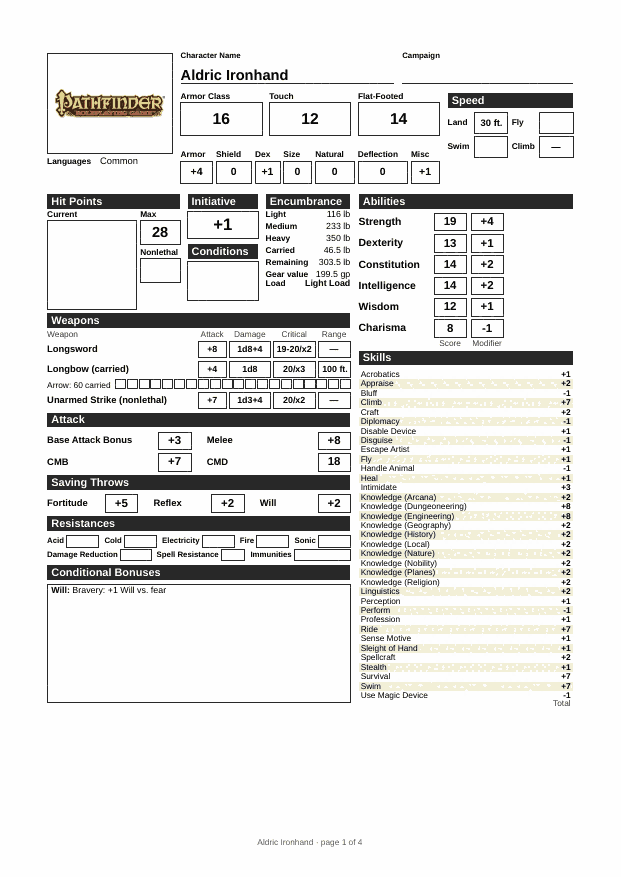 Character Name Campaign
Aldric Ironhand
PATHFINDER
ROLEPLAYING GAME
Languages Common
Armor Class Touch Flat-Footed
16 12 14
Armor Shield Dex Size Natural Deflection Misc
+4 0 +1 0 0 0 +1
Speed
Land 30 ft. Fly
Swim Climb —
Hit Points
Current Max
28
Nonlethal
Initiative
+1
Conditions
Encumbrance
Light 116 lb
Medium 233 lb
Heavy 350 lb
Carried 46.5 lb
Remaining 303.5 lb
Gear value 199.5 gp
Load Light Load
Abilities
Strength 19 +4
Dexterity 13 +1
Constitution 14 +2
Intelligence 14 +2
Wisdom 12 +1
Charisma 8 -1
Score Modifier
Weapons
Weapon Attack Damage Critical Range
Longsword +8 1d8+4 19-20/x2 —
Longbow (carried) +4 1d8 20/x3 100 ft.
Arrow: 60 carried
Unarmed Strike (nonlethal) +7 1d3+4 20/x2 —
Attack
Base Attack Bonus +3 Melee +8
CMB +7 CMD 18
Saving Throws
Fortitude +5 Reflex +2 Will +2
Resistances
Acid Cold Electricity Fire Sonic
Damage Reduction Spell Resistance Immunities
Conditional Bonuses
Will: Bravery: +1 Will vs. fear
Skills
Acrobatics +1
Appraise +2
Bluff -1
Climb +7
Craft +2
Diplomacy -1
Disable Device +1
Disguise -1
Escape Artist +1
Fly +1
Handle Animal -1
Heal +1
Intimidate +3
Knowledge (Arcana) +2
Knowledge (Dungeoneering) +8
Knowledge (Engineering) +8
Knowledge (Geography) +2
Knowledge (History) +2
Knowledge (Local) +2
Knowledge (Nature) +2
Knowledge (Nobility) +2
Knowledge (Planes) +2
Knowledge (Religion) +2
Linguistics +2
Perception +1
Perform -1
Profession +1
Ride +7
Sense Motive +1
Sleight of Hand +1
Spellcraft +2
Stealth +1
Survival +7
Swim +7
Use Magic Device -1
Total
Aldric Ironhand · page 1 of 4